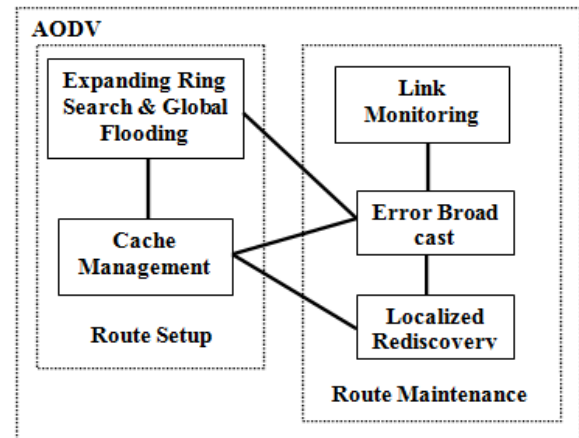 AODV
Expanding Ring
Search & Global
Flooding
Cache
Management
Route Setup
Link
Monitoring
Error Broad
cast
Localized
Rediscovery
Route Maintenance